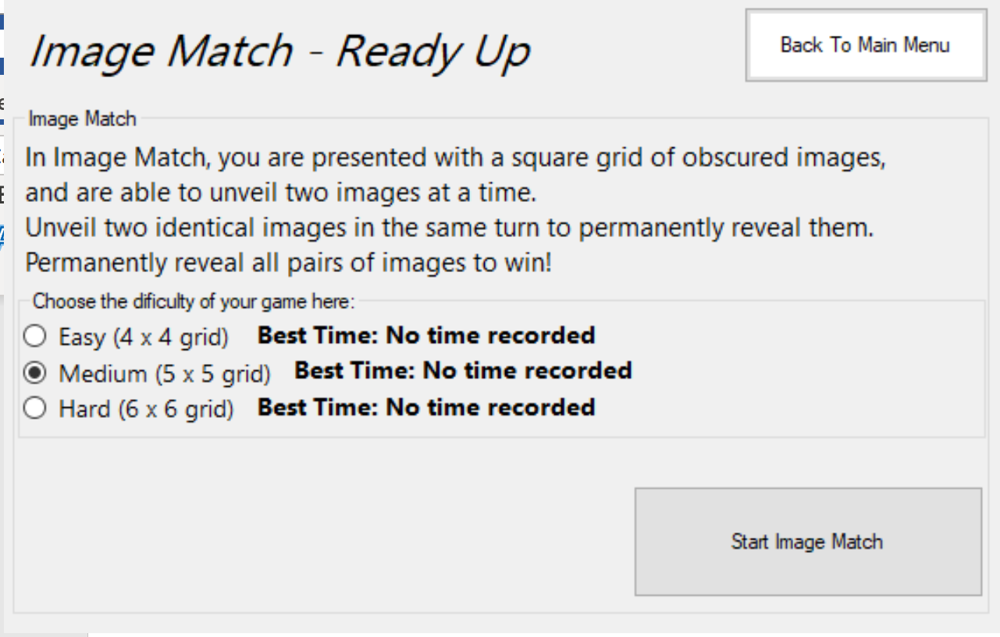 Image Match - Ready Up
Back To Main Menu
Image Match
In Image Match, you are presented with a square grid of obscured images,
and are able to unveil two images at a time.
Unveil two identical images in the same turn to permanently reveal them.
Permanently reveal all pairs of images to win!
Choose the dificulty of your game here:
Easy (4 x 4 grid) Best Time: No time recorded
Medium (5 x 5 grid) Best Time: No time recorded
Hard (6 x 6 grid) Best Time: No time recorded
Start Image Match